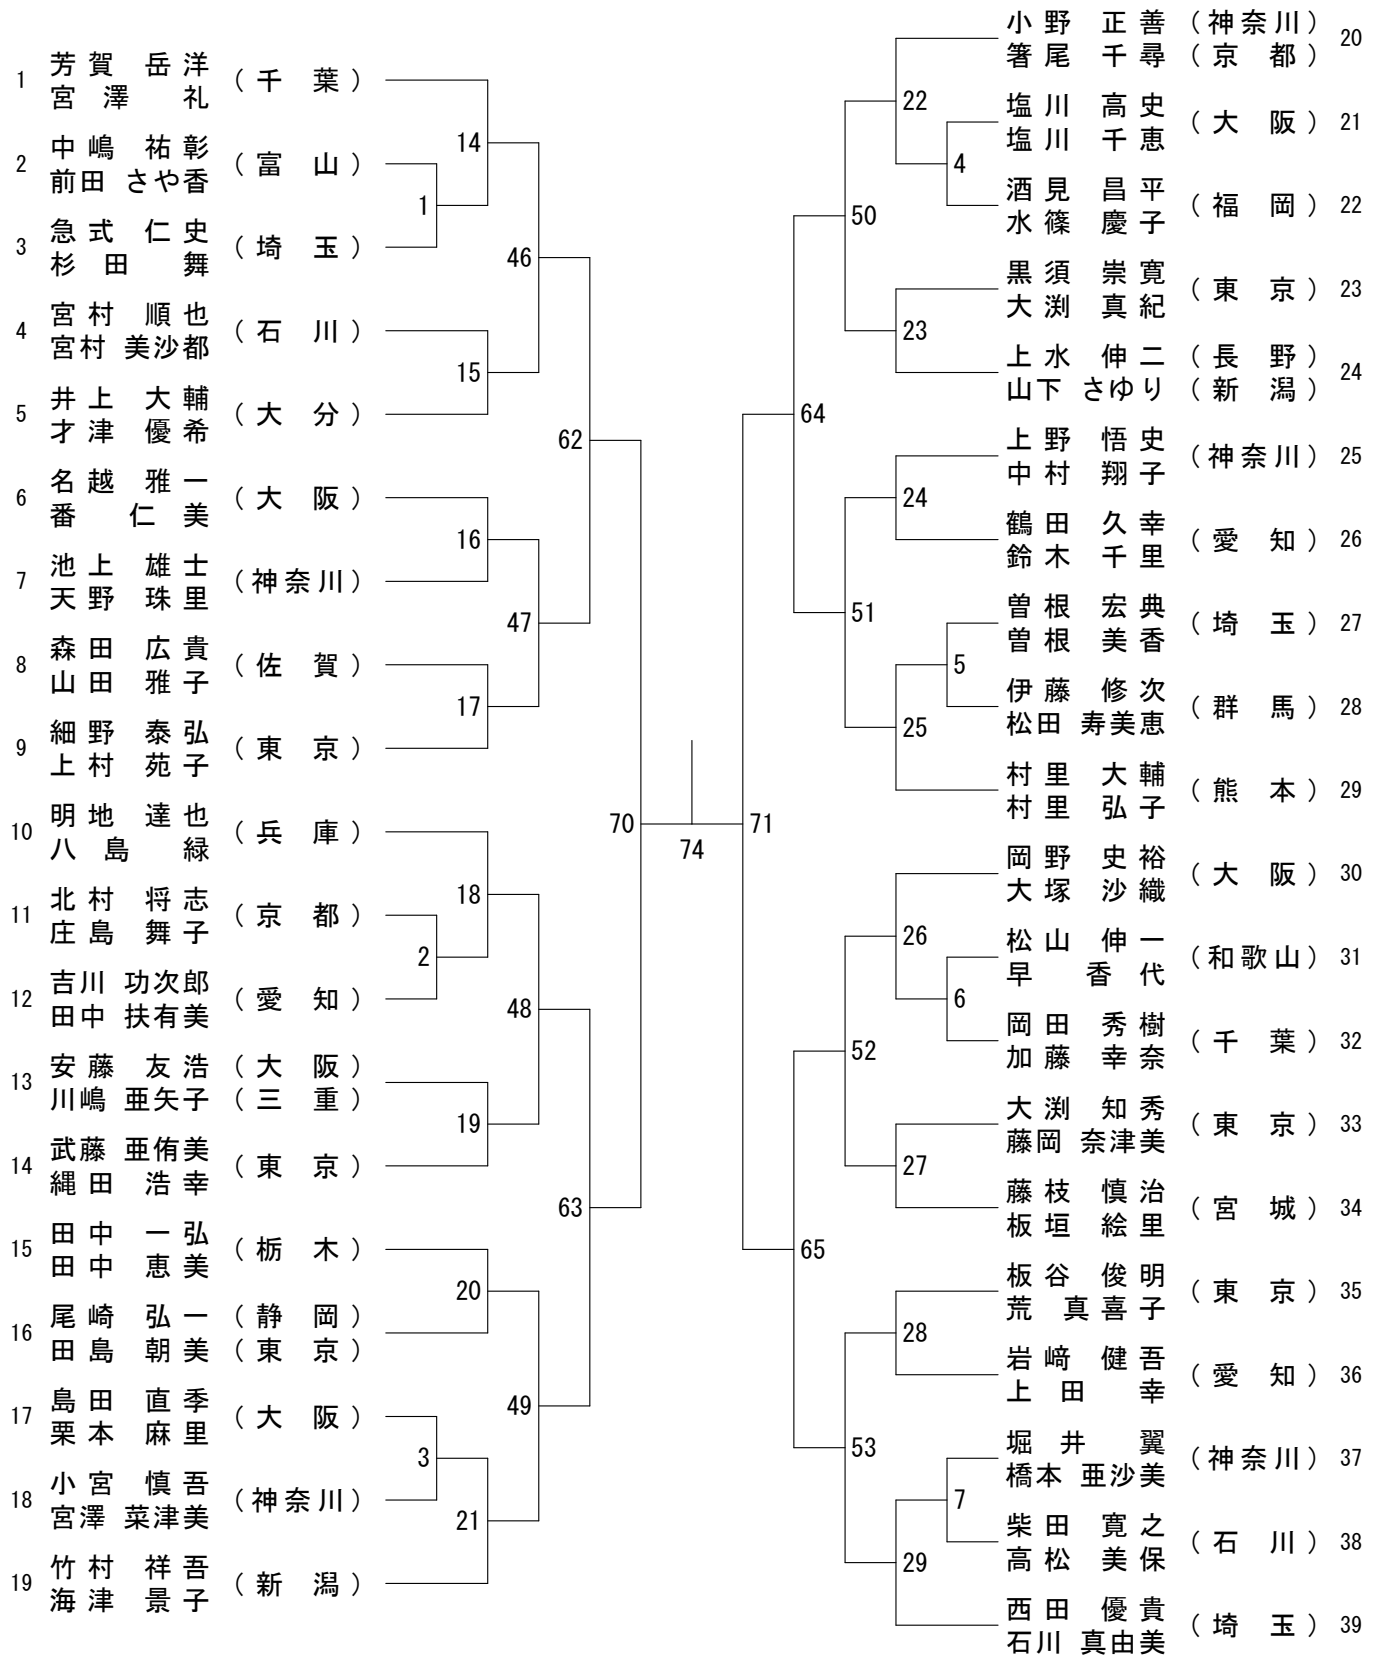 1 芳賀 岳洋 (千葉)
宮澤 礼
2 中嶋 祐彰 (富山)
前田 さや香
3 急式 仁史 (埼玉)
杉田 舞
4 宮村 順也 (石川)
宮村 美沙都
5 井上 大輔 (大分)
才津 優希
6 名越 雅一 (大阪)
番 仁美
7 池上 雄士 (神奈川)
天野 珠里
8 森田 広貴 (佐賀)
山田 雅子
9 細野 泰弘 (東京)
上村 苑子
10 明地 達也 (兵庫)
八島 緑
11 北村 将志 (京都)
庄島 舞子
12 吉川 功次郎 (愛知)
田中 扶有美
13 安藤 友浩 (大阪)
川嶋 亜矢子 (三重)
14 武藤 亜侑美 (東京)
縄田 浩幸
15 田中 一弘 (栃木)
田中 恵美
16 尾崎 弘一 (静岡)
田島 朝美 (東京)
17 島田 直季 (大阪)
栗本 麻里
18 小宮 慎吾 (神奈川)
宮澤 菜津美
19 竹村 祥吾 (新潟)
海津 景子
14
1
46
15
62
16
47
17
70
18
2
48
19
63
20
49
3
21
74
小野 正善 (神奈川) 20
箸尾 千尋 (京都)
塩川 高史 (大阪) 21
塩川 千恵
酒見 昌平 (福岡) 22
水篠 慶子
黒須 崇寛 (東京) 23
大渕 真紀
上水 伸二 (長野) 24
山下 さゆり (新潟)
上野 悟史 (神奈川) 25
中村 翔子
鶴田 久幸 (愛知) 26
鈴木 千里
曽根 宏典 (埼玉) 27
曽根 美香
伊藤 修次 (群馬) 28
松田 寿美恵
村里 大輔 (熊本) 29
村里 弘子
岡野 史裕 (大阪) 30
大塚 沙織
松山 伸一 (和歌山) 31
早 香代
岡田 秀樹 (千葉) 32
加藤 幸奈
大渕 知秀 (東京) 33
藤岡 奈津美
藤枝 慎治 (宮城) 34
板垣 絵里
板谷 俊明 (東京) 35
荒 真喜子
岩﨑 健吾 (愛知) 36
上田 幸
堀井 翼 (神奈川) 37
橋本 亜沙美
柴田 寛之 (石川) 38
高松 美保
西田 優貴 (埼玉) 39
石川 真由美
22
4
50
23
64
24
51
5
25
71
26
6
52
27
65
28
53
7
29